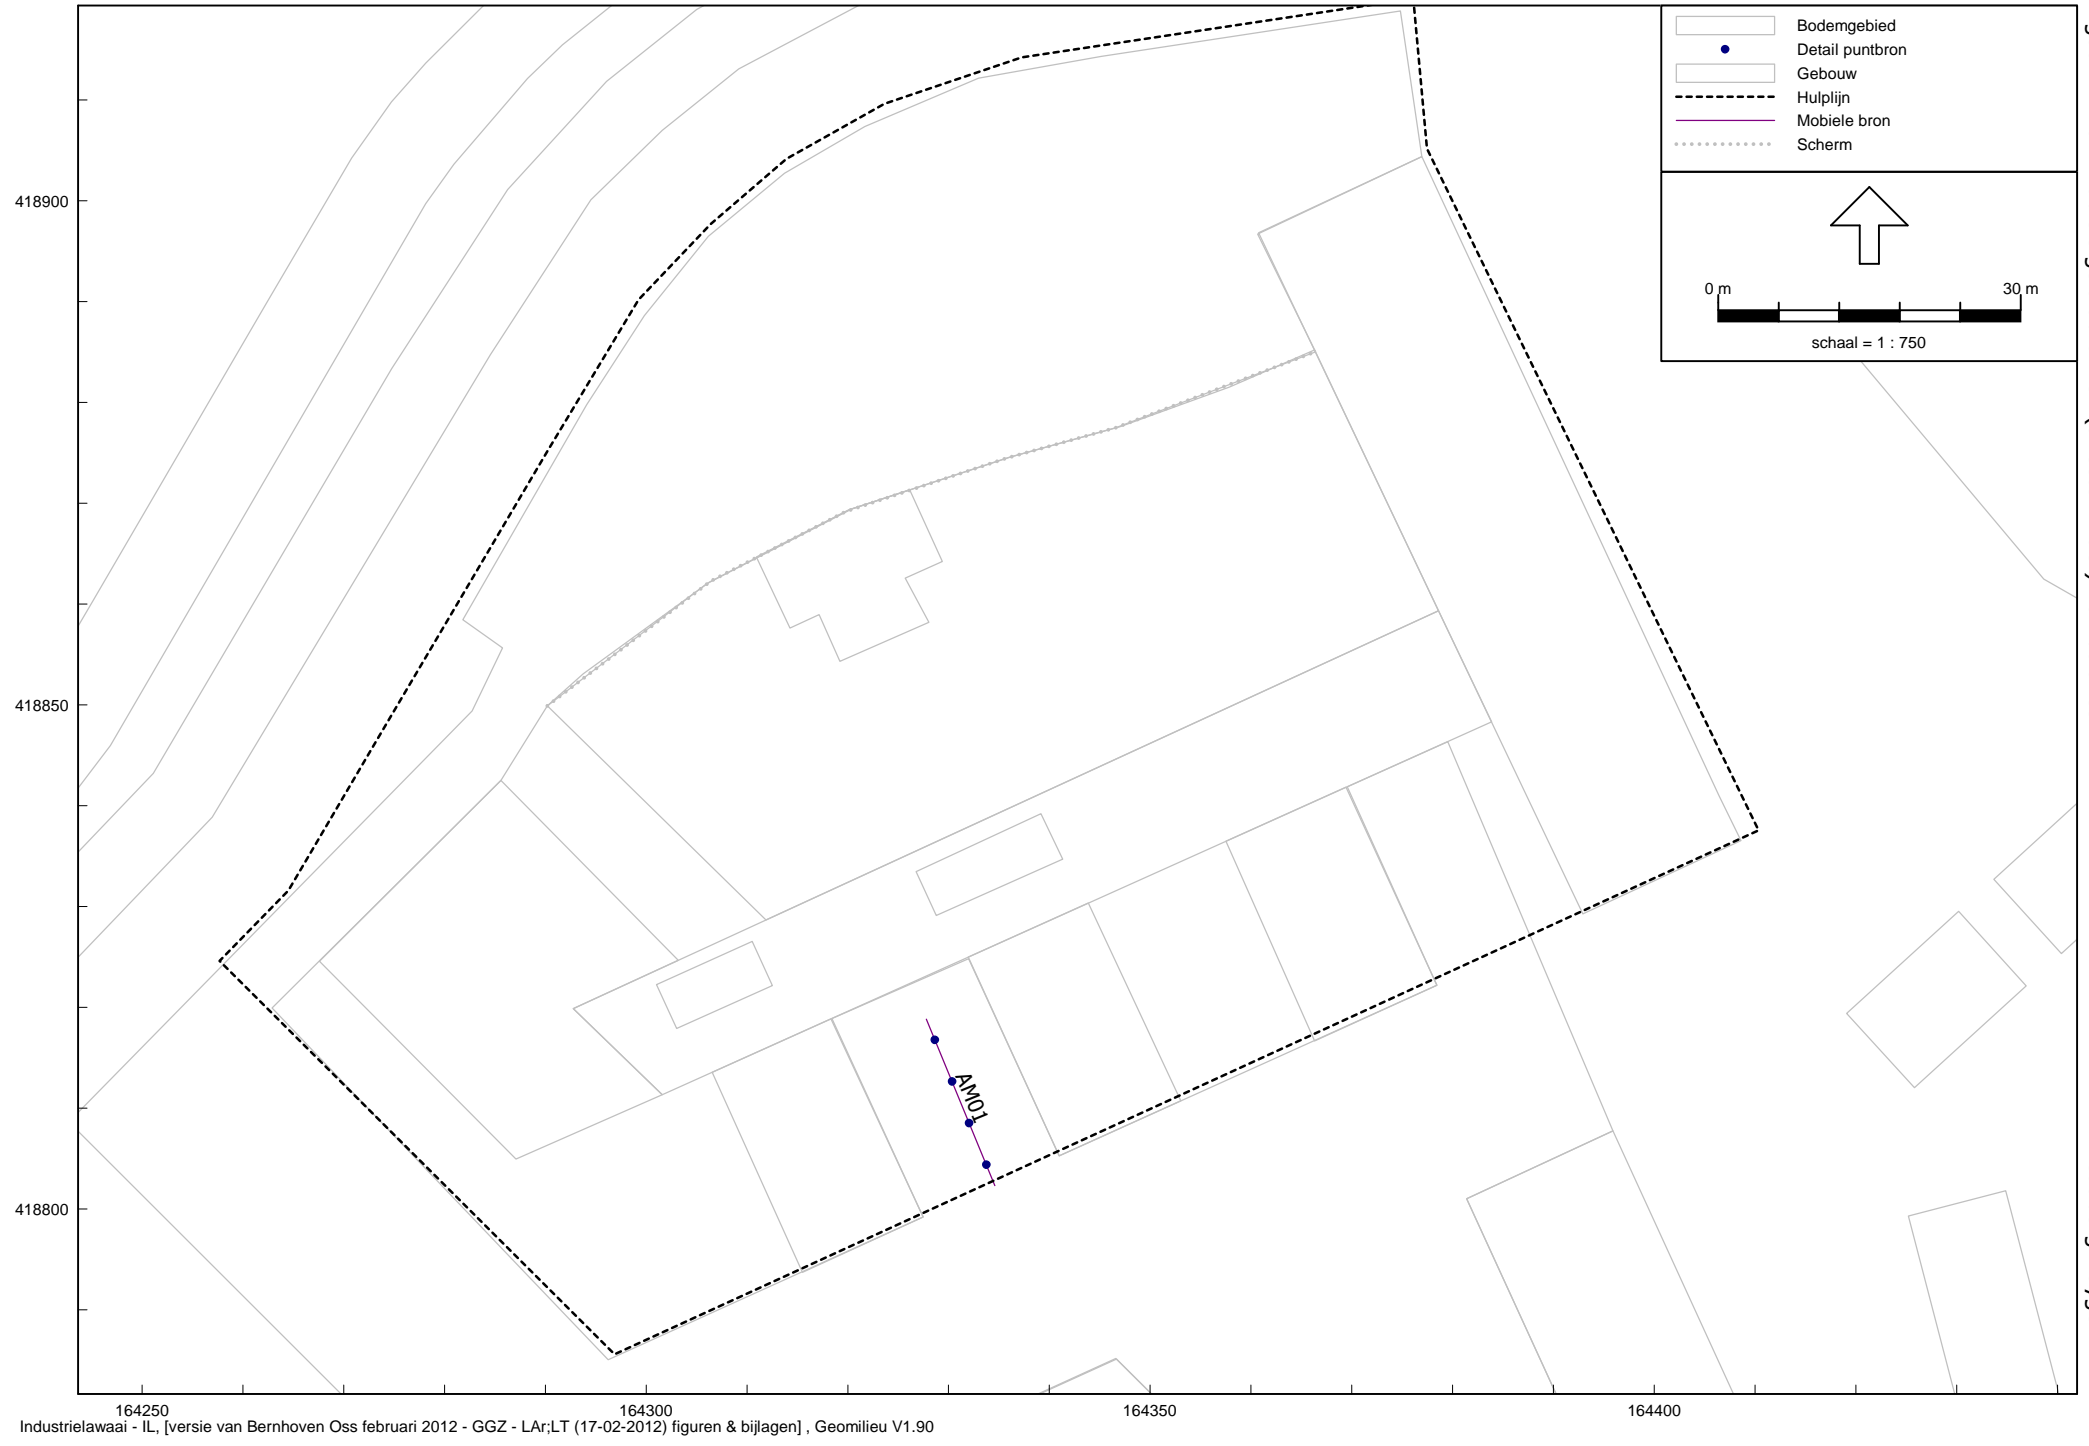 Bodemgebied
Detail puntbron
Gebouw
Hulplijn
Mobiele bron
Scherm
0 m 30 m
schaal = 1 : 750
418900
418850
418800
AM01
164250 164300 164350 164400
Industrielawaai - IL, [versie van Bernhoven Oss februari 2012 - GGZ - LAr;LT (17-02-2012) figuren & bijlagen] , Geomilieu V1.90